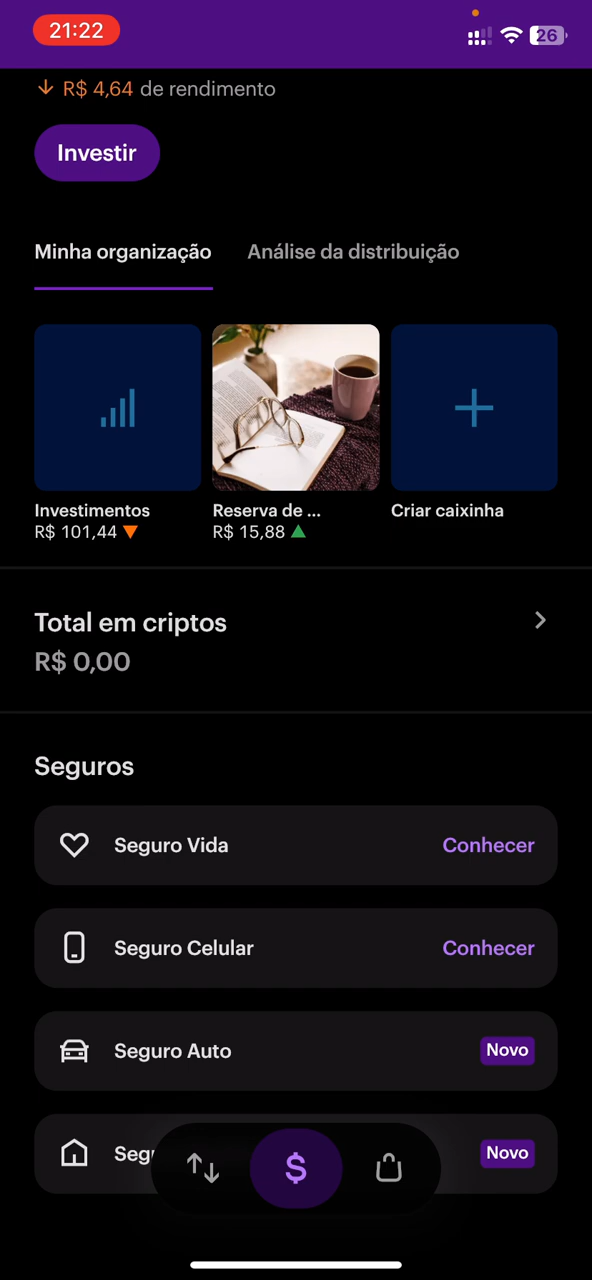 21:22
26
R$ 4,64 de rendimento
Investir
Minha organização
Análise da distribuição
Investimentos
R$ 101,44
Reserva de ...
R$ 15,88
Criar caixinha
Total em criptos
R$ 0,00
Seguros
Seguro Vida
Conhecer
Seguro Celular
Conhecer
Seguro Auto
Novo
Novo